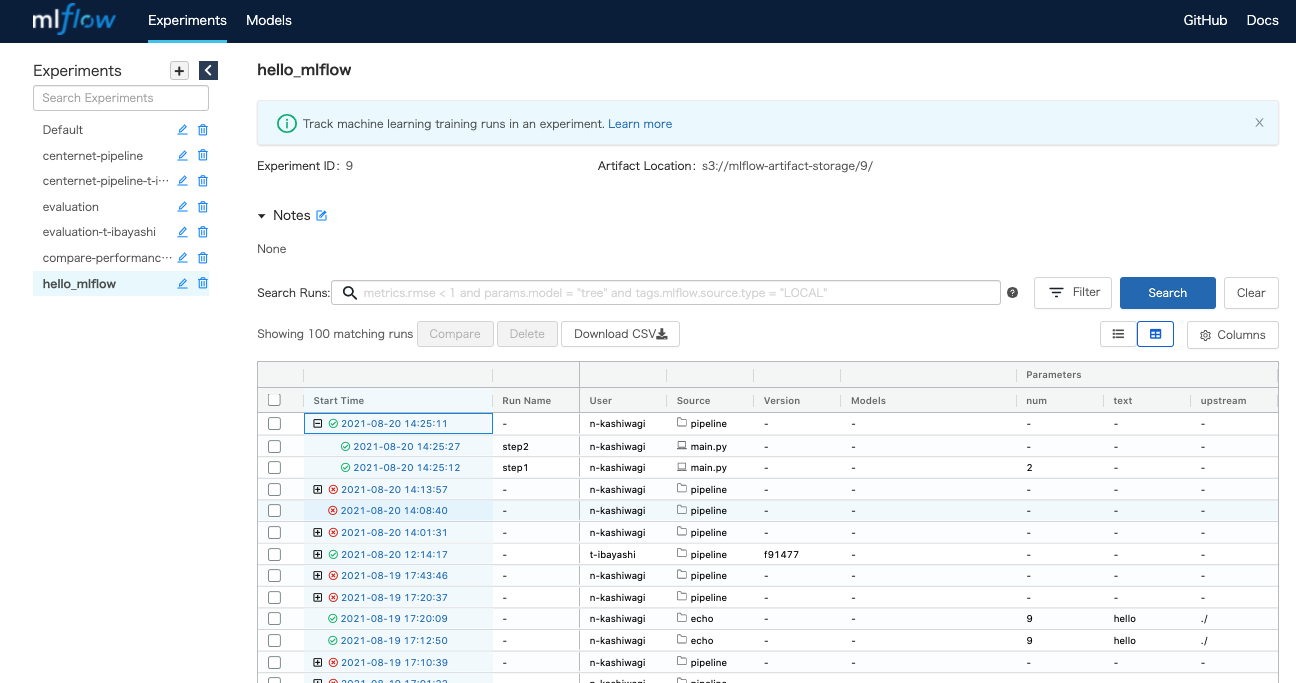 mlflow Experiments Models GitHub Docs
Experiments
Search Experiments
Default
centernet-pipeline
centernet-pipeline-t-i···
evaluation
evaluation-t-ibayashi
compare-performanc···
hello_mlflow
hello_mlflow
Track machine learning training runs in an experiment. Learn more
Experiment ID: 9 Artifact Location: s3://mlflow-artifact-storage/9/
Notes
None
Search Runs: metrics.rmse < 1 and params.model = "tree" and tags.mlflow.source.type = "LOCAL" Filter Search Clear
Showing 100 matching runs Compare Delete Download CSV Columns
Parameters
Start Time Run Name User Source Version Models num text upstream
2021-08-20 14:25:11 - n-kashiwagi pipeline - - - - -
2021-08-20 14:25:27 step2 n-kashiwagi main.py - - - - -
2021-08-20 14:25:12 step1 n-kashiwagi main.py - - 2 - -
2021-08-20 14:13:57 - n-kashiwagi pipeline - - - - -
2021-08-20 14:08:40 - n-kashiwagi pipeline - - - - -
2021-08-20 14:01:31 - n-kashiwagi pipeline - - - - -
2021-08-20 12:14:17 - t-ibayashi pipeline f91477 - - - -
2021-08-19 17:43:46 - n-kashiwagi pipeline - - - - -
2021-08-19 17:20:37 - n-kashiwagi pipeline - - - - -
2021-08-19 17:20:09 - n-kashiwagi echo - - 9 hello ./
2021-08-19 17:12:50 - n-kashiwagi echo - - 9 hello ./
2021-08-19 17:10:39 - n-kashiwagi pipeline - - - - -